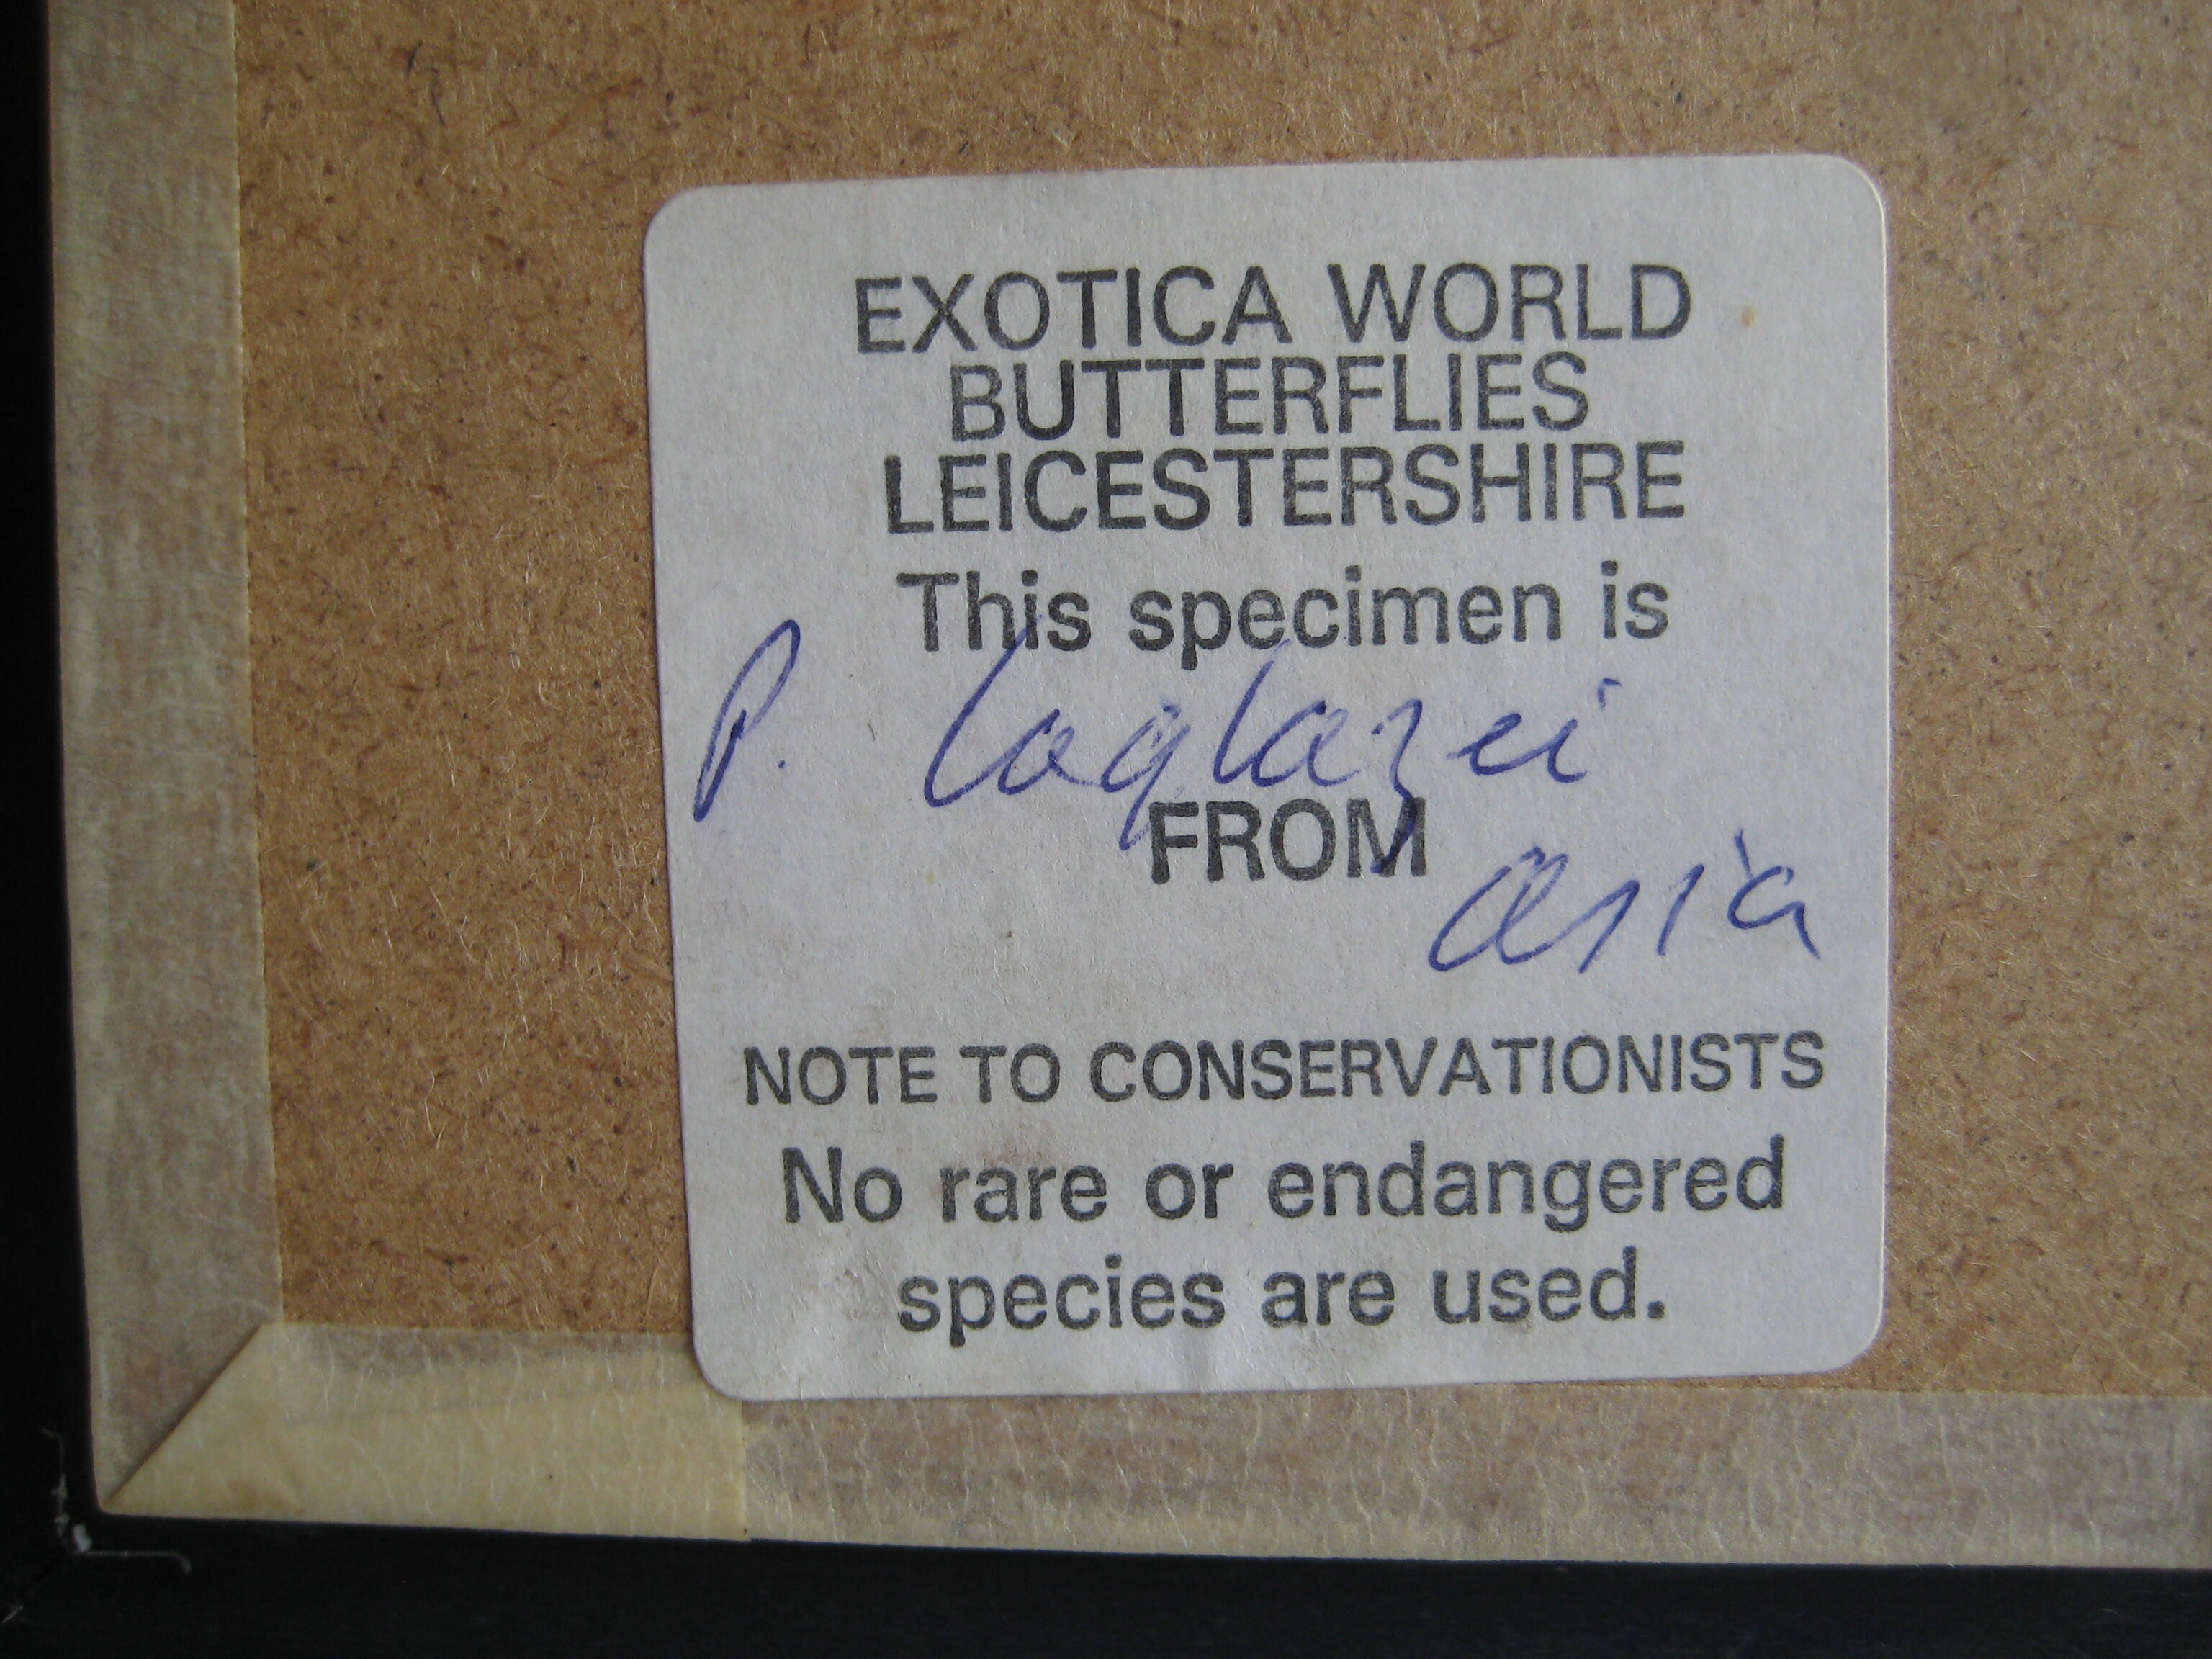 EXOTICA WORLD
BUTTERFLIES
LEICESTERSHIRE
This specimen is
P. laglazei
FROM
asia
NOTE TO CONSERVATIONISTS
No rare or endangered
species are used.